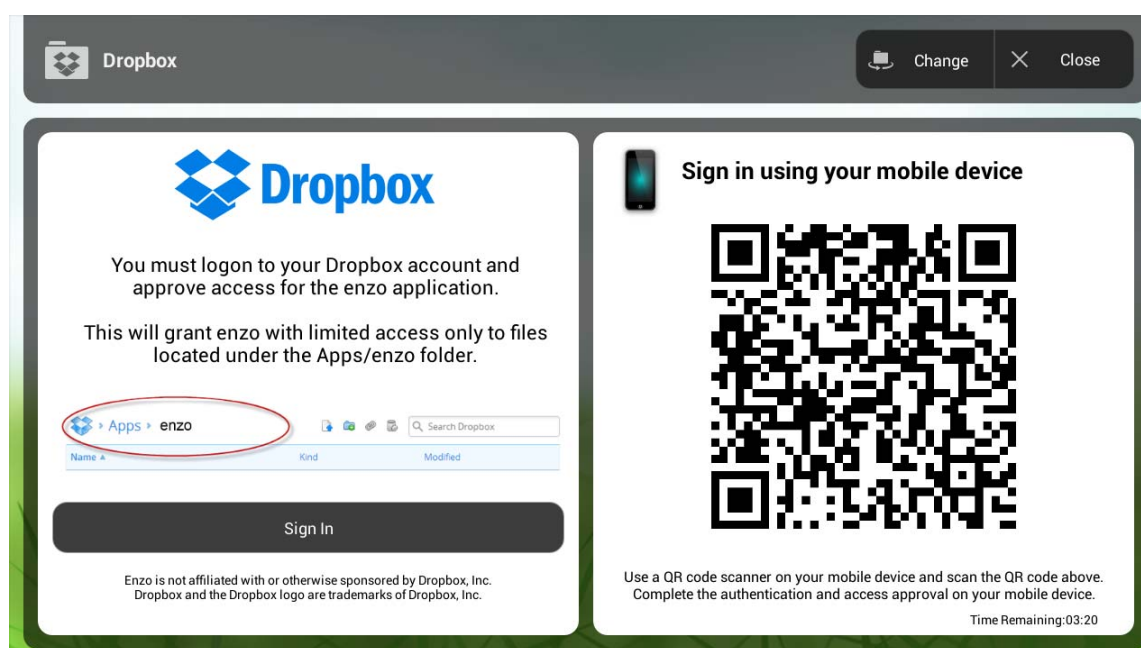 Dropbox
Change
Close
Dropbox
You must logon to your Dropbox account and
approve access for the enzo application.
This will grant enzo with limited access only to files
located under the Apps/enzo folder.
Apps
enzo
Search Dropbox
Name
Kind
Modified
Sign In
Enzo is not affiliated with or otherwise sponsored by Dropbox, Inc.
Dropbox and the Dropbox logo are trademarks of Dropbox, Inc.
Sign in using your mobile device
Use a QR code scanner on your mobile device and scan the QR code above.
Complete the authentication and access approval on your mobile device.
Time Remaining:03:20